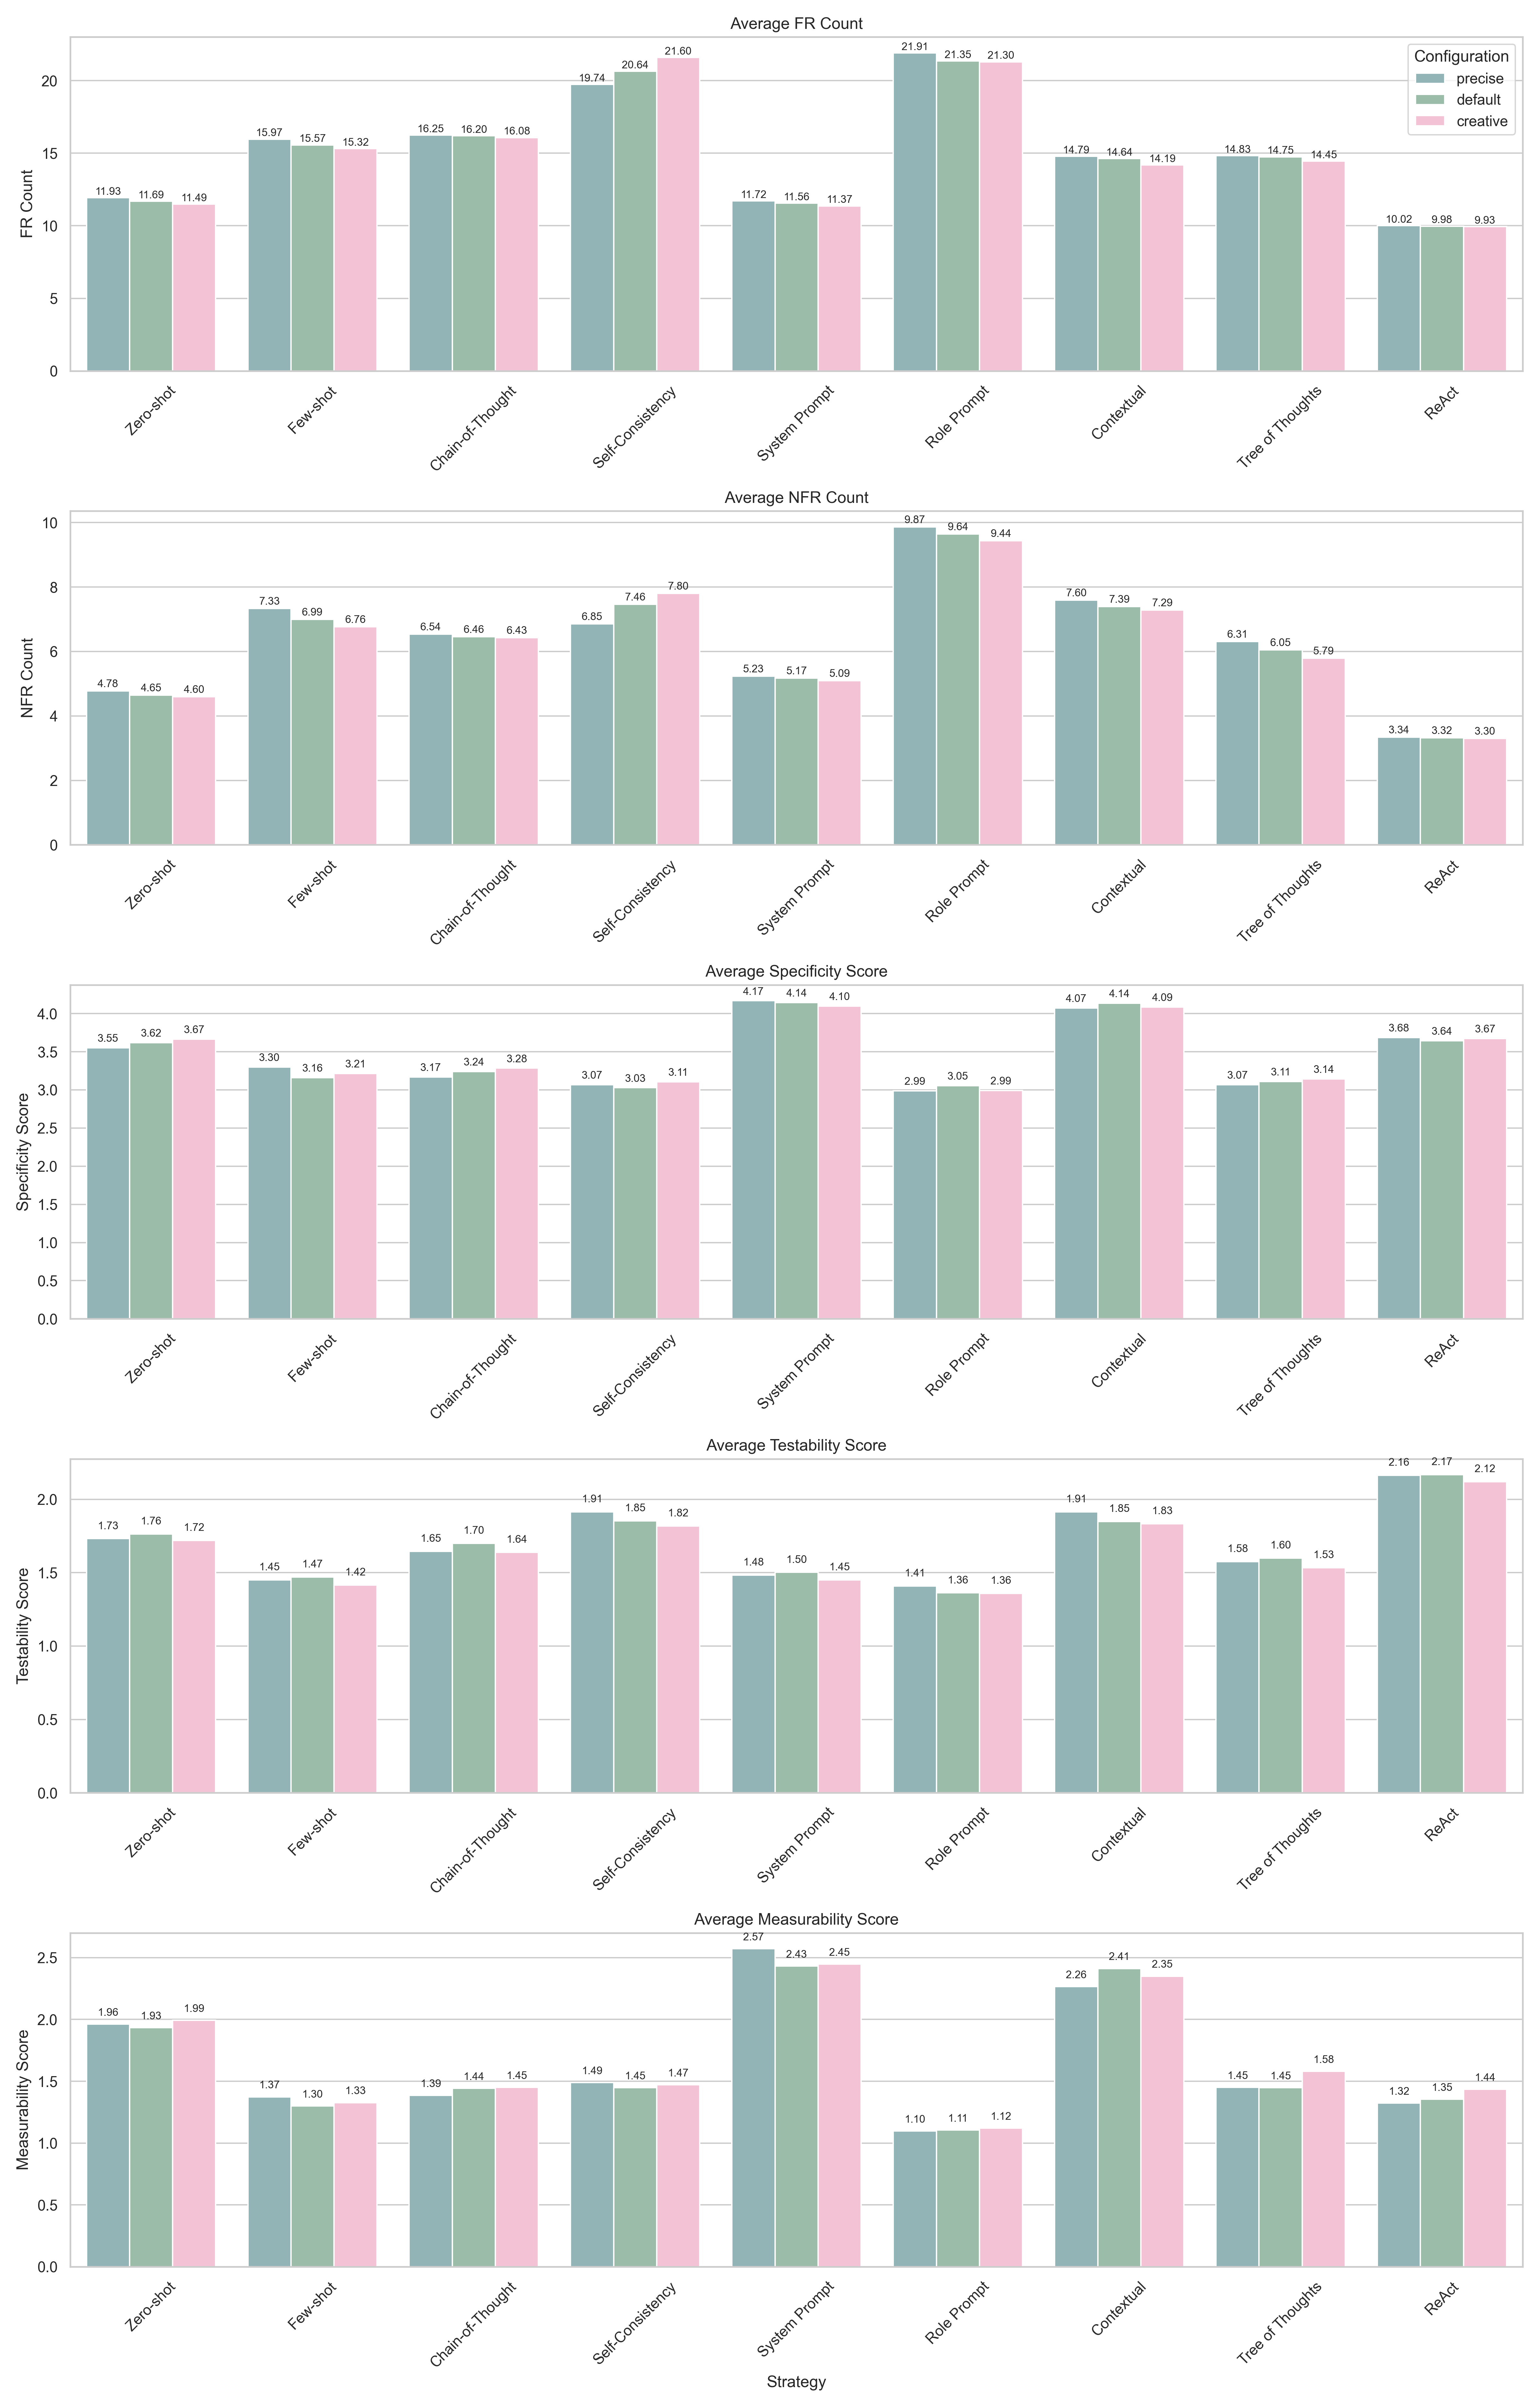 Average FR Count
FR Count
20
15
10
5
0
11.93 11.69 11.49
15.97 15.57 15.32
16.25 16.20 16.08
19.74 20.64 21.60
11.72 11.56 11.37
21.91 21.35 21.30
14.79 14.64 14.19
14.83 14.75 14.45
10.02 9.98 9.93
Configuration
precise
default
creative
Zero-shot
Few-shot
Chain-of-Thought
Self-Consistency
System Prompt
Role Prompt
Contextual
Tree of Thoughts
ReAct
Average NFR Count
NFR Count
10
8
6
4
2
0
4.78 4.65 4.60
7.33 6.99 6.76
6.54 6.46 6.43
6.85 7.46 7.80
5.23 5.17 5.09
9.87 9.64 9.44
7.60 7.39 7.29
6.31 6.05 5.79
3.34 3.32 3.30
Zero-shot
Few-shot
Chain-of-Thought
Self-Consistency
System Prompt
Role Prompt
Contextual
Tree of Thoughts
ReAct
Average Specificity Score
Specificity Score
4.0
3.5
3.0
2.5
2.0
1.5
1.0
0.5
0.0
3.55 3.62 3.67
3.30 3.16 3.21
3.17 3.24 3.28
3.07 3.03 3.11
4.17 4.14 4.10
2.99 3.05 2.99
4.07 4.14 4.09
3.07 3.11 3.14
3.68 3.64 3.67
Zero-shot
Few-shot
Chain-of-Thought
Self-Consistency
System Prompt
Role Prompt
Contextual
Tree of Thoughts
ReAct
Average Testability Score
Testability Score
2.0
1.5
1.0
0.5
0.0
1.73 1.76 1.72
1.45 1.47 1.42
1.65 1.70 1.64
1.91 1.85 1.82
1.48 1.50 1.45
1.41 1.36 1.36
1.91 1.85 1.83
1.58 1.60 1.53
2.16 2.17 2.12
Zero-shot
Few-shot
Chain-of-Thought
Self-Consistency
System Prompt
Role Prompt
Contextual
Tree of Thoughts
ReAct
Average Measurability Score
Measurability Score
2.5
2.0
1.5
1.0
0.5
0.0
1.96 1.93 1.99
1.37 1.30 1.33
1.39 1.44 1.45
1.49 1.45 1.47
2.57 2.43 2.45
1.10 1.11 1.12
2.26 2.41 2.35
1.45 1.45 1.58
1.32 1.35 1.44
Zero-shot
Few-shot
Chain-of-Thought
Self-Consistency
System Prompt
Role Prompt
Contextual
Tree of Thoughts
ReAct
Strategy